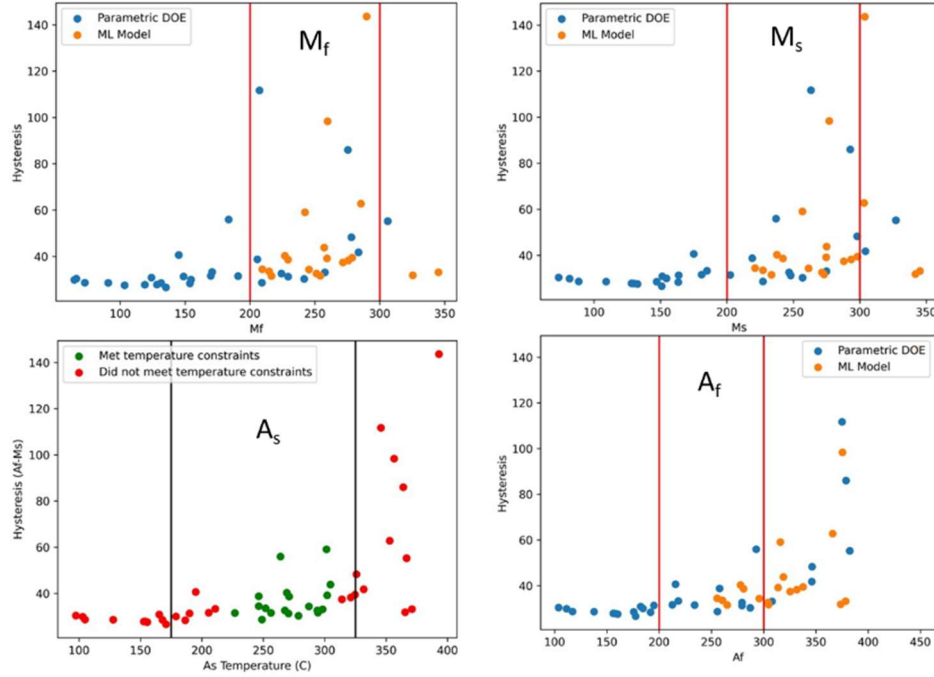 Parametric DOE
ML Model
Mf
140
120
100
80
60
40
Hysteresis
100
150
200
250
300
350
Mf
Parametric DOE
ML Model
Ms
140
120
100
80
60
40
Hysteresis
100
150
200
250
300
350
Ms
Met temperature constraints
Did not meet temperature constraints
As
140
120
100
80
60
40
Hysteresis (Af-Ms)
100
150
200
250
300
350
400
As Temperature (C)
Parametric DOE
ML Model
Af
140
120
100
80
60
40
Hysteresis
100
150
200
250
300
350
400
450
Af